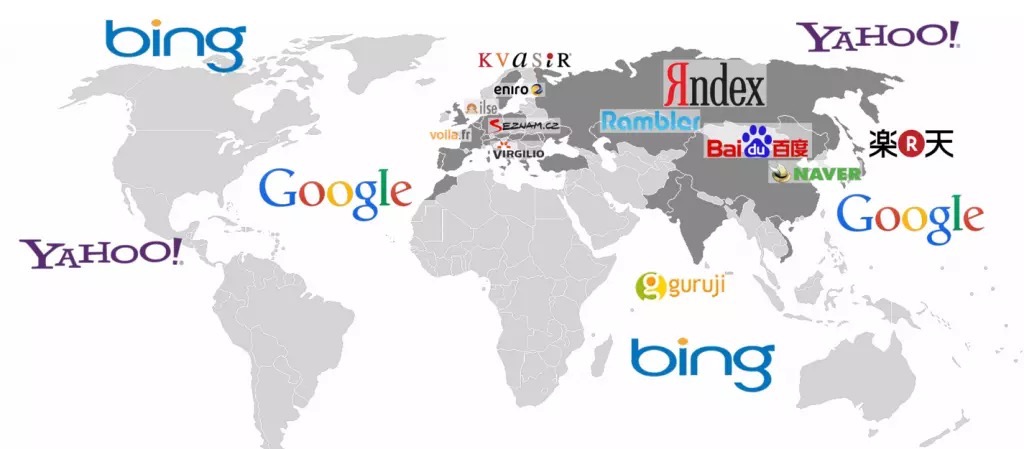 bing
YAHOO!
KVASIR
eniro
ilse
Яndex
voila.fr
SEZNAM.CZ
Rambler
VIRGILIO
Bai du 百度
楽R天
NAVER
Google
Google
YAHOO!
guruji
bing